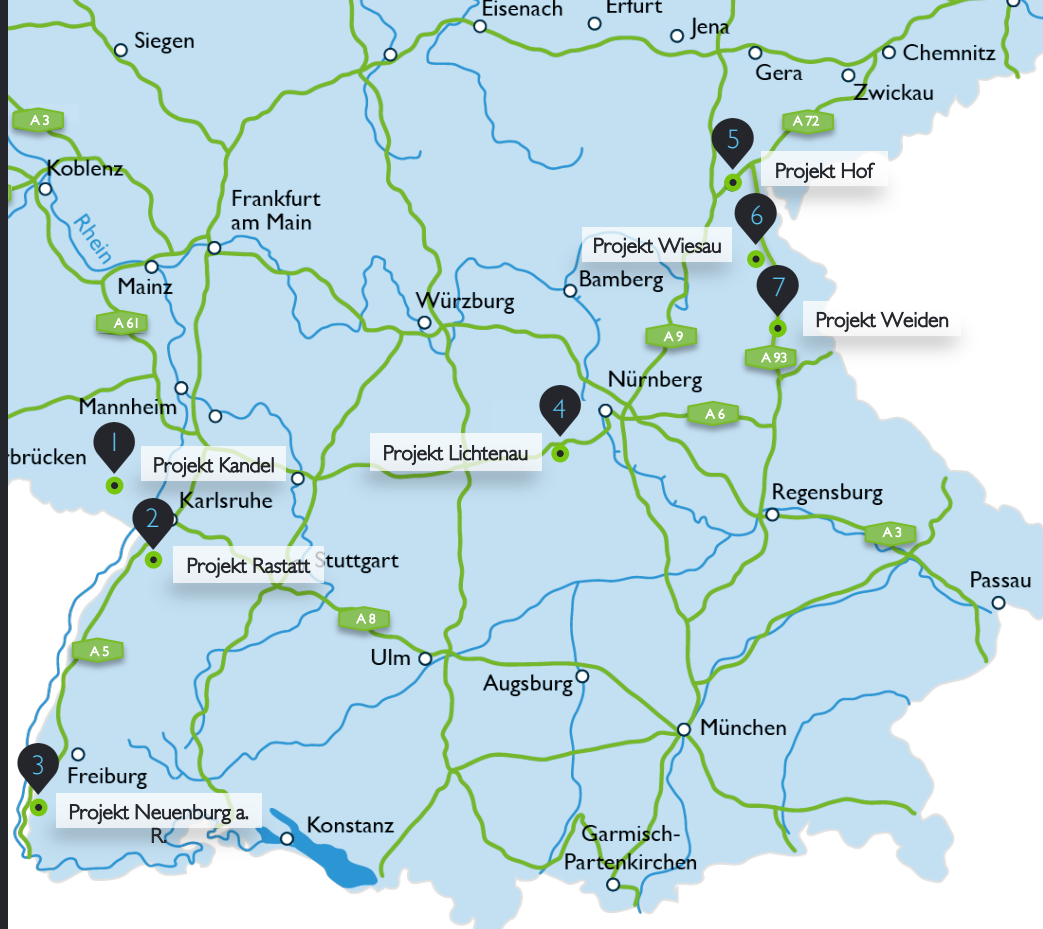 Eisenach
Erfurt
Jena
Siegen
Chemnitz
Gera
Zwickau
A3
A72
5
Koblenz
Projekt Hof
Frankfurt
am Main
6
Rhein
Projekt Wiesau
Mainz
Bamberg
7
Würzburg
A61
Projekt Weiden
A9
A93
Nürnberg
Mannheim
4
A6
1
rbrücken
Projekt Kandel
Projekt Lichtenau
Karlsruhe
Regensburg
2
A3
Projekt Rastatt
Stuttgart
Passau
A8
A5
Ulm
Augsburg
München
3
Freiburg
Projekt Neuenburg a.
R.
Konstanz
Garmisch-
Partenkirchen